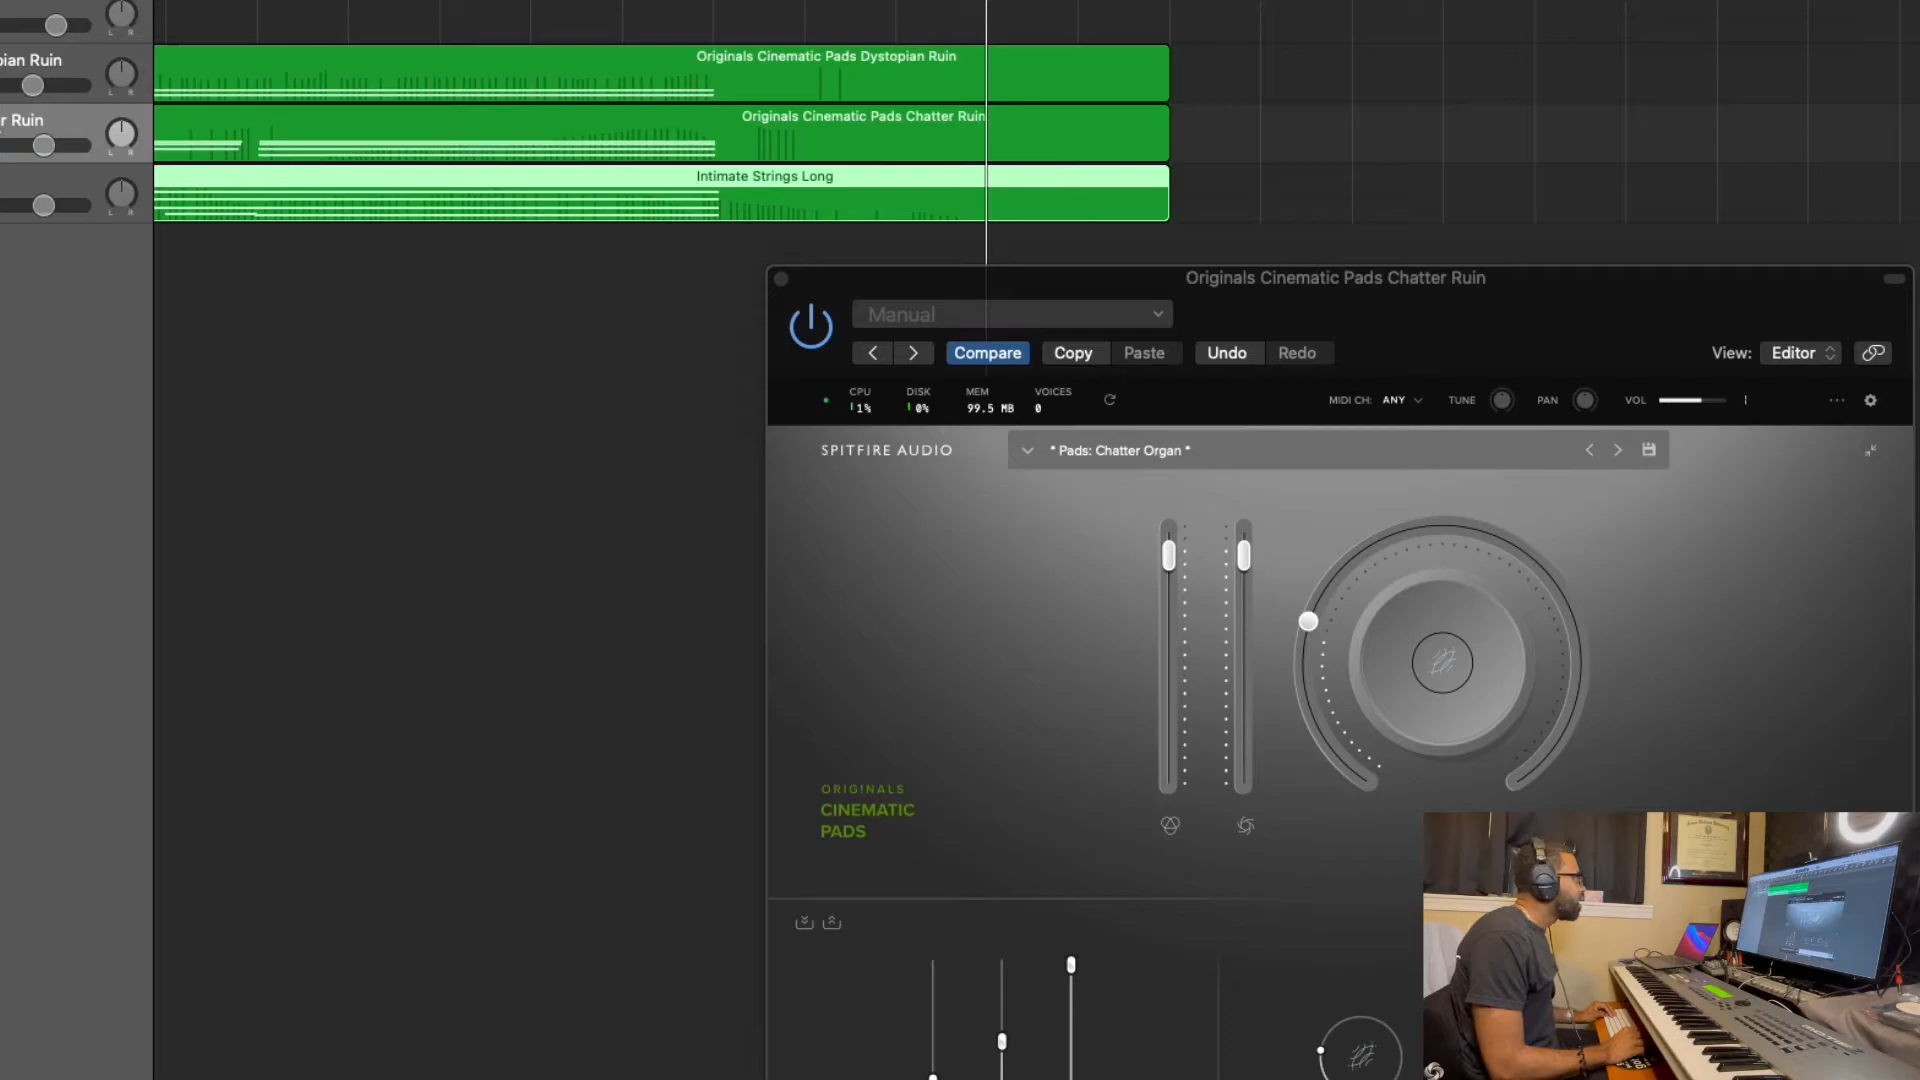 pian Ruin
L R
Originals Cinematic Pads Dystopian Ruin
L R
r Ruin
Originals Cinematic Pads Chatter Ruin
L R
Intimate Strings Long
L R
Originals Cinematic Pads Chatter Ruin
Manual
Compare Copy Paste Undo Redo View: Editor
CPU DISK MEM VOICES
1% 0% 99.5 MB 0
MIDI CH: ANY TUNE PAN VOL
SPITFIRE AUDIO
* Pads: Chatter Organ *
ORIGINALS
CINEMATIC
PADS